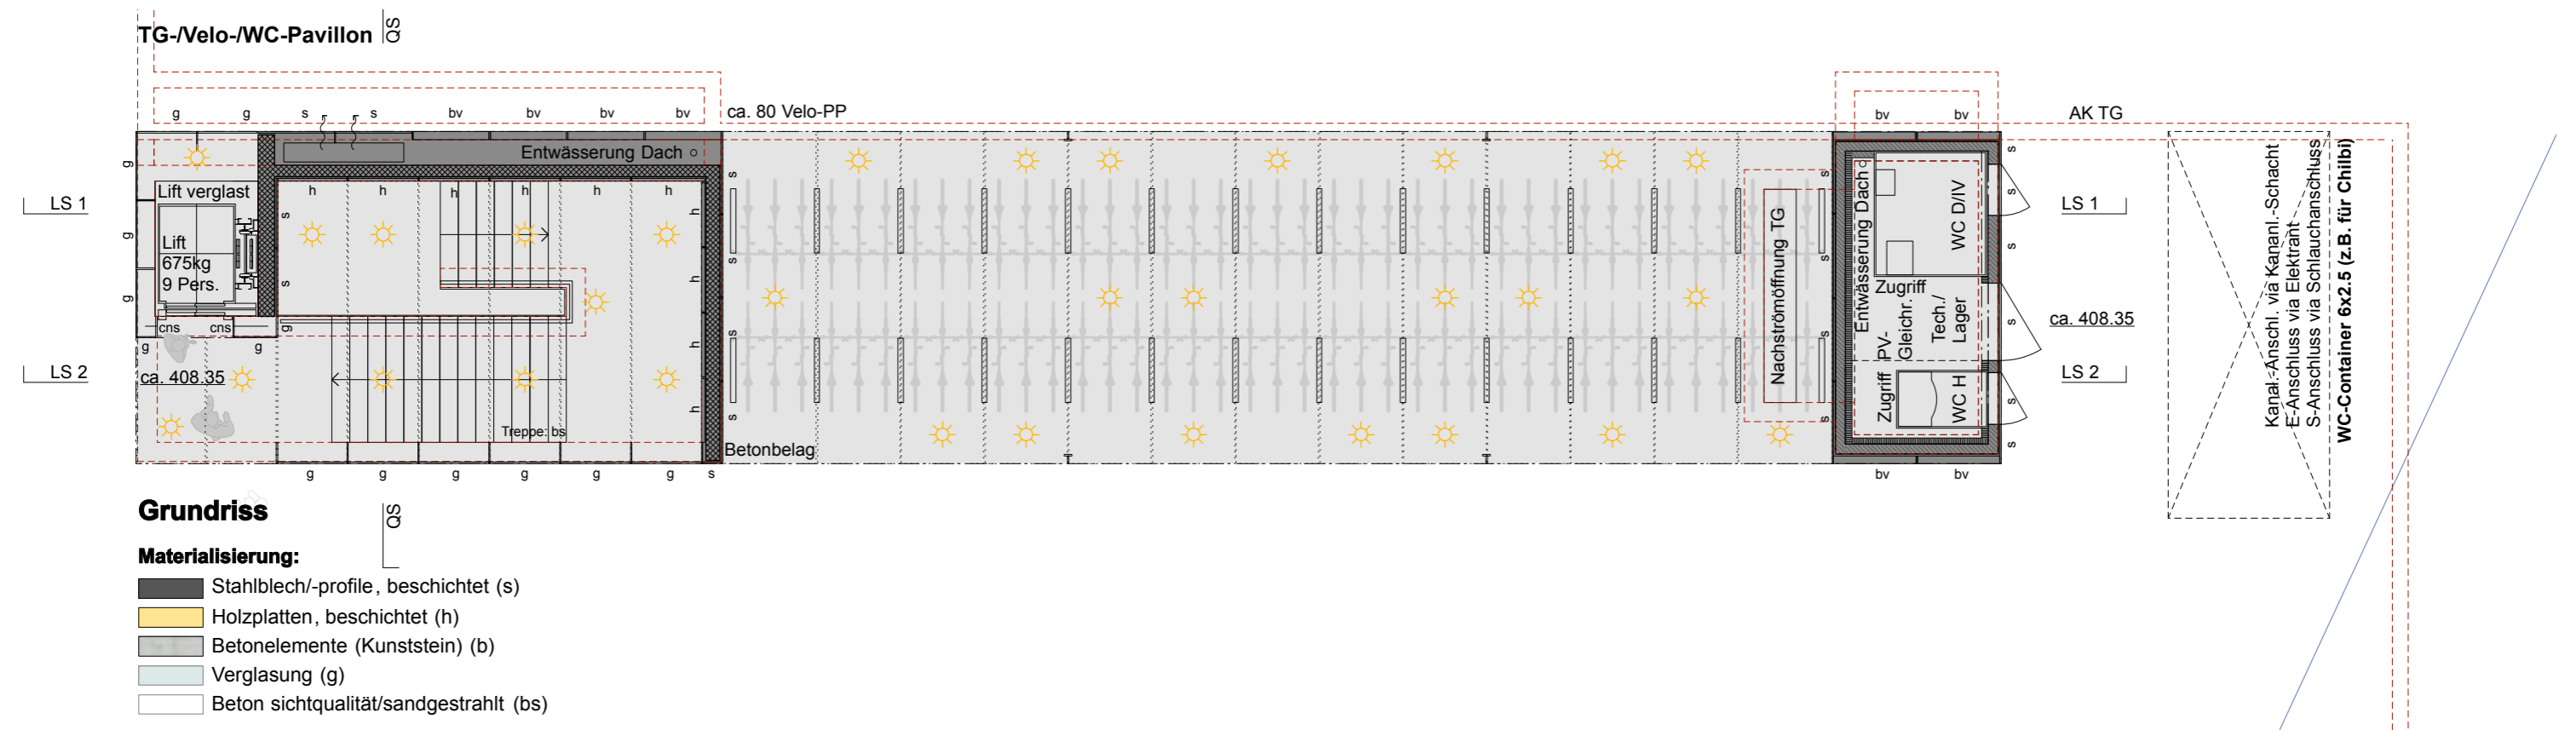 TG-/Velo-/WC-Pavillon
QS
g g s s bv bv bv bv
ca. 80 Velo-PP
bv bv
AK TG
Entwässerung Dach
g
g
g
Lift verglast
Lift
675kg
9 Pers.
h h h h h h
s
s
h
h
h
h
cns cns
g
g g
ca. 408.35
Treppe: bs
LS 1
LS 2
s
s
s
s
Betonbelag
Nachströmöffnung TG
s
s
s
s
Entwässerung Dach
WC D/IV
Zugriff
PV-
Gleichr.
Tech./
Lager
Zugriff
WC H
s
s
s
s
s
s
LS 1
ca. 408.35
LS 2
Kanal.-Anschl. via Kananl.-Schacht
E-Anschluss via Elektrant
S-Anschluss via Schlauchanschluss
WC-Container 6x2.5 (z.B. für Chilbi)
g g g g g g s
bv bv
QS
Grundriss
Materialisierung:
Stahlblech/-profile, beschichtet (s)
Holzplatten, beschichtet (h)
Betonelemente (Kunststein) (b)
Verglasung (g)
Beton sichtqualität/sandgestrahlt (bs)